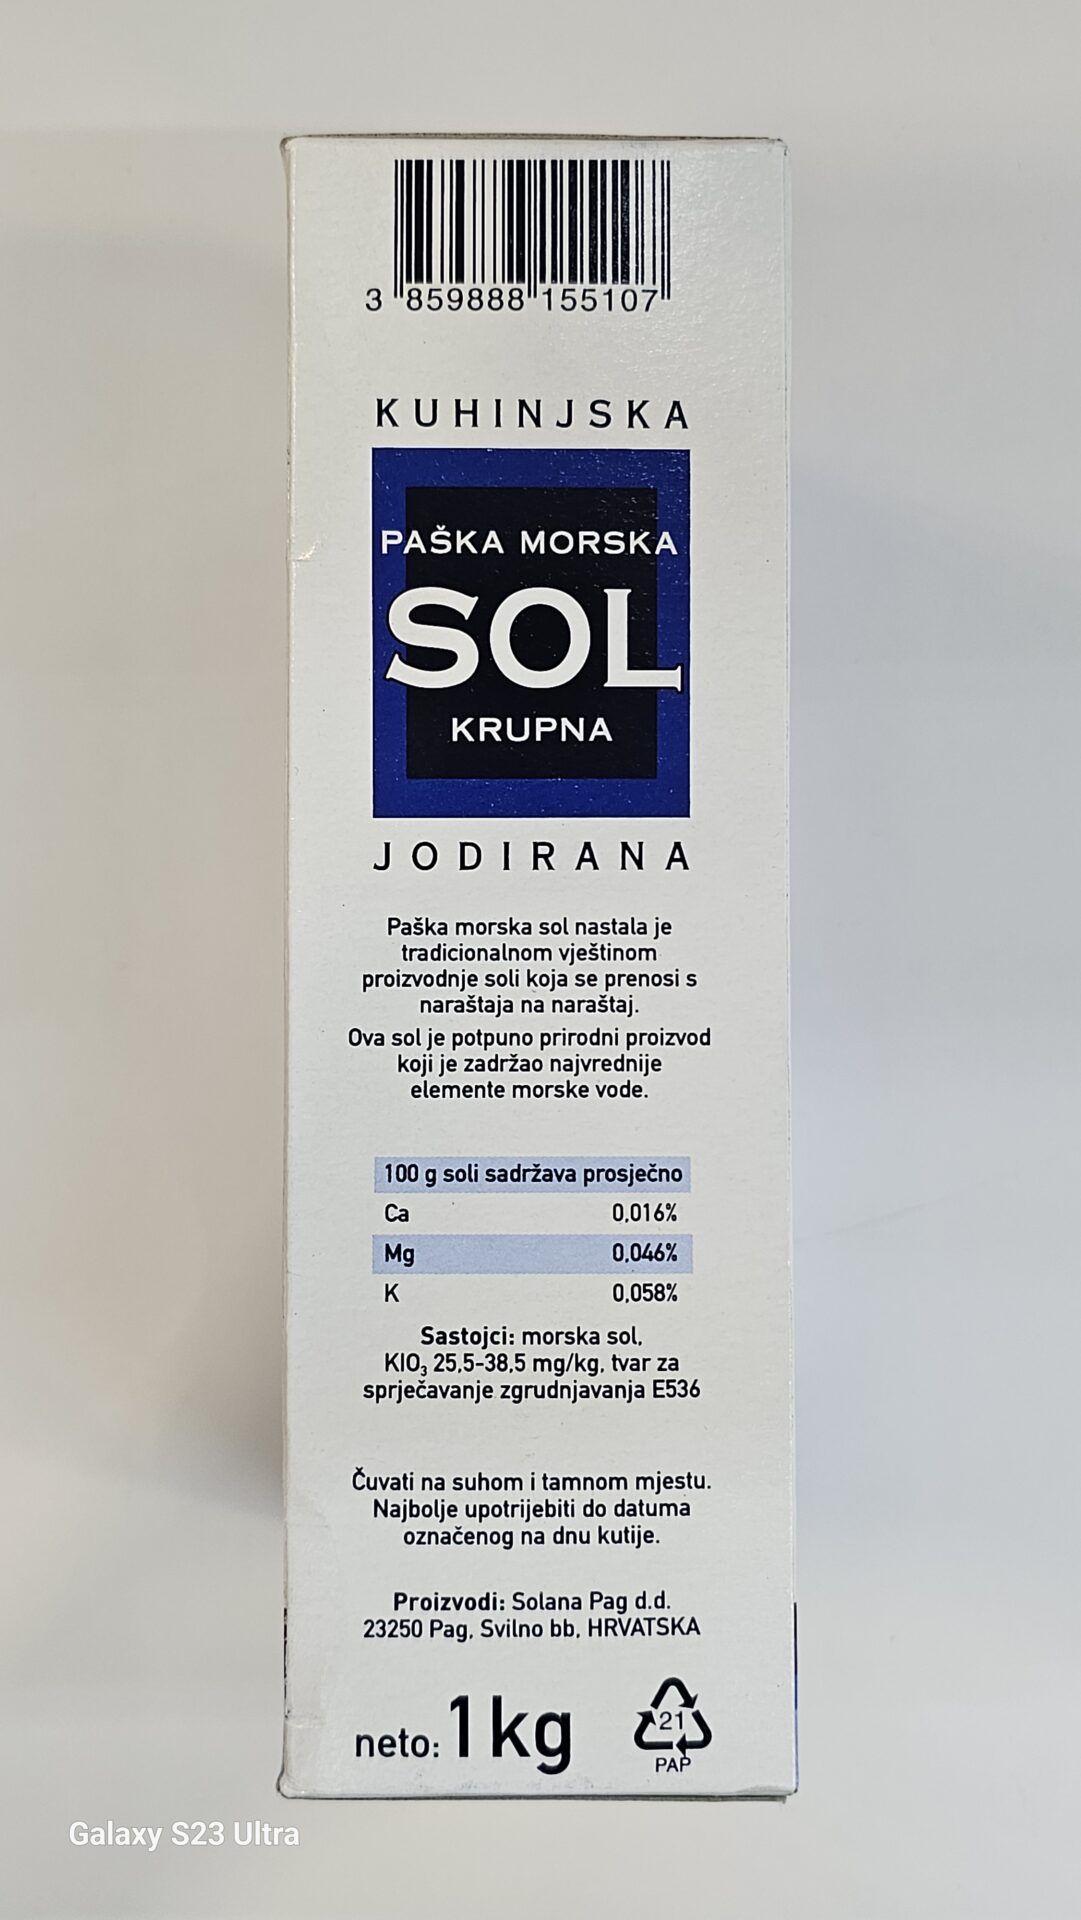 3 859888 155107
KUHINJSKA
PAŠKA MORSKA
SOL
KRUPNA
JODIRANA
Paška morska sol nastala je
tradicionalnom vještinom
proizvodnje soli koja se prenosi s
naraštaja na naraštaj.
Ova sol je potpuno prirodni proizvod
koji je zadržao najvrednije
elemente morske vode.
100 g soli sadržava prosječno
Ca 0,016%
Mg 0,046%
K 0,058%
Sastojci: morska sol,
KIO₃ 25,5-38,5 mg/kg, tvar za
sprječavanje zgrudnjavanja E536
Čuvati na suhom i tamnom mjestu.
Najbolje upotrijebiti do datuma
označenog na dnu kutije.
Proizvodi: Solana Pag d.d.
23250 Pag, Svilno bb, HRVATSKA
neto: 1 kg
21
PAP
Galaxy S23 Ultra